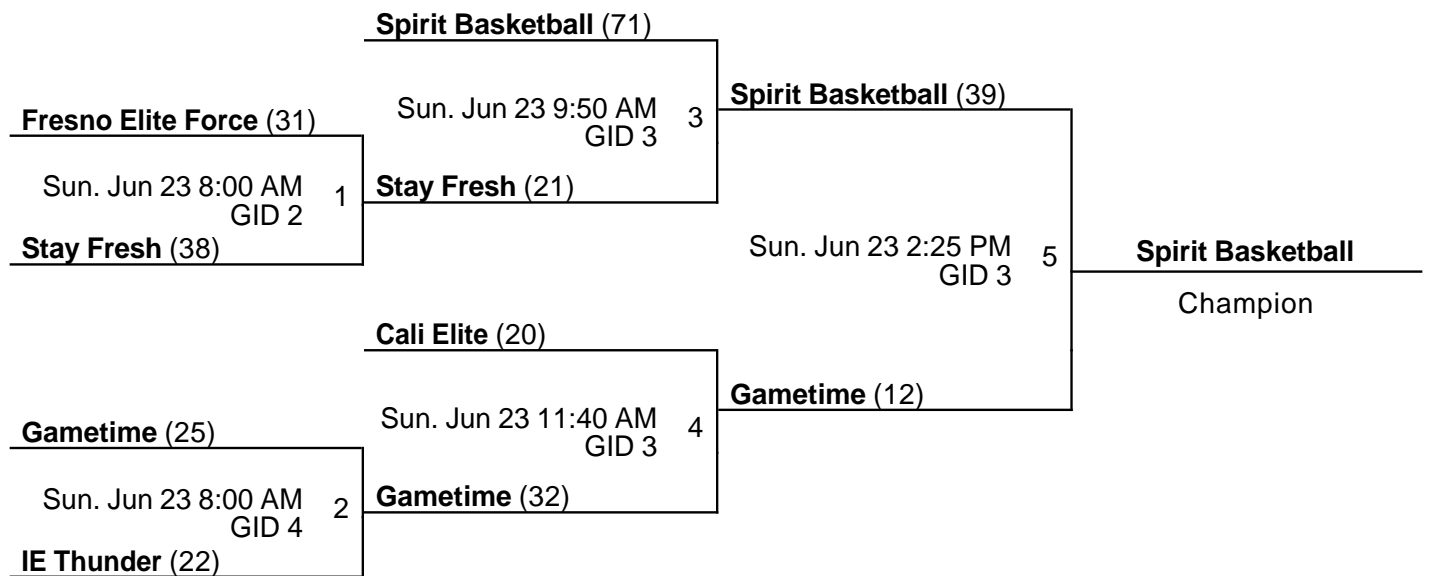 Spirit Basketball (71)
Sun. Jun 23 9:50 AM
GID 3
3
Spirit Basketball (39)
Fresno Elite Force (31)
Sun. Jun 23 8:00 AM
GID 2
1
Stay Fresh (21)
Stay Fresh (38)
Sun. Jun 23 2:25 PM
GID 3
5
Spirit Basketball
Champion
Cali Elite (20)
Sun. Jun 23 11:40 AM
GID 3
4
Gametime (12)
Gametime (25)
Sun. Jun 23 8:00 AM
GID 4
2
Gametime (32)
IE Thunder (22)